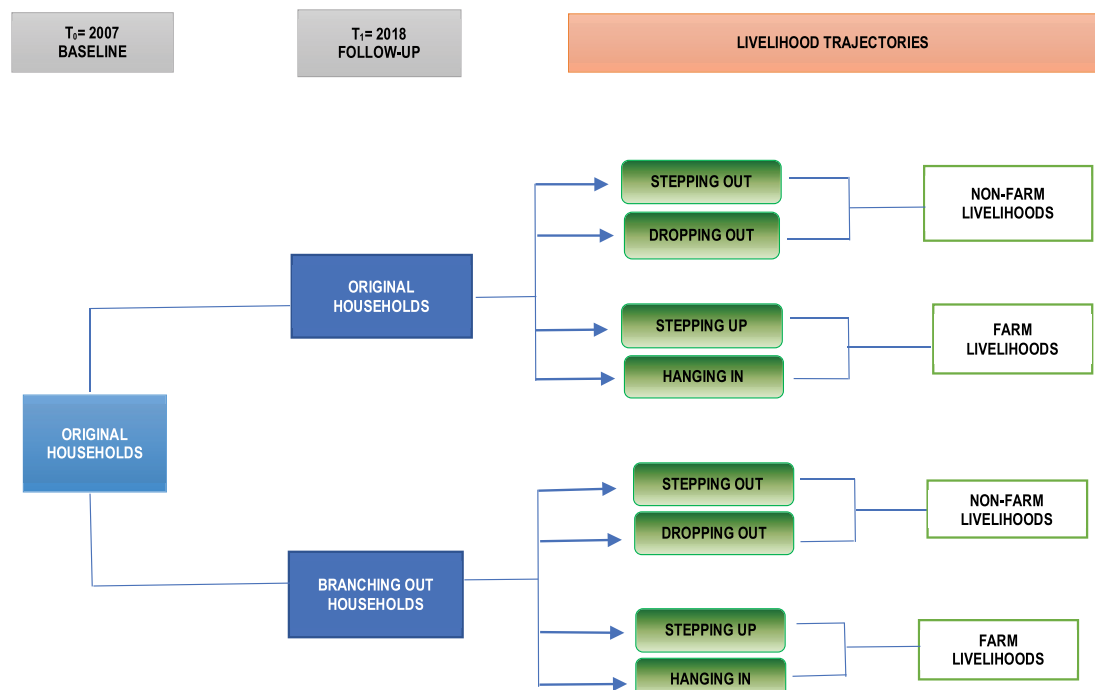 T₀= 2007
BASELINE
T₁= 2018
FOLLOW-UP
LIVELIHOOD TRAJECTORIES
STEPPING OUT
DROPPING OUT
NON-FARM
LIVELIHOODS
ORIGINAL
HOUSEHOLDS
STEPPING UP
HANGING IN
FARM
LIVELIHOODS
ORIGINAL
HOUSEHOLDS
STEPPING OUT
DROPPING OUT
NON-FARM
LIVELIHOODS
BRANCHING OUT
HOUSEHOLDS
STEPPING UP
HANGING IN
FARM
LIVELIHOODS